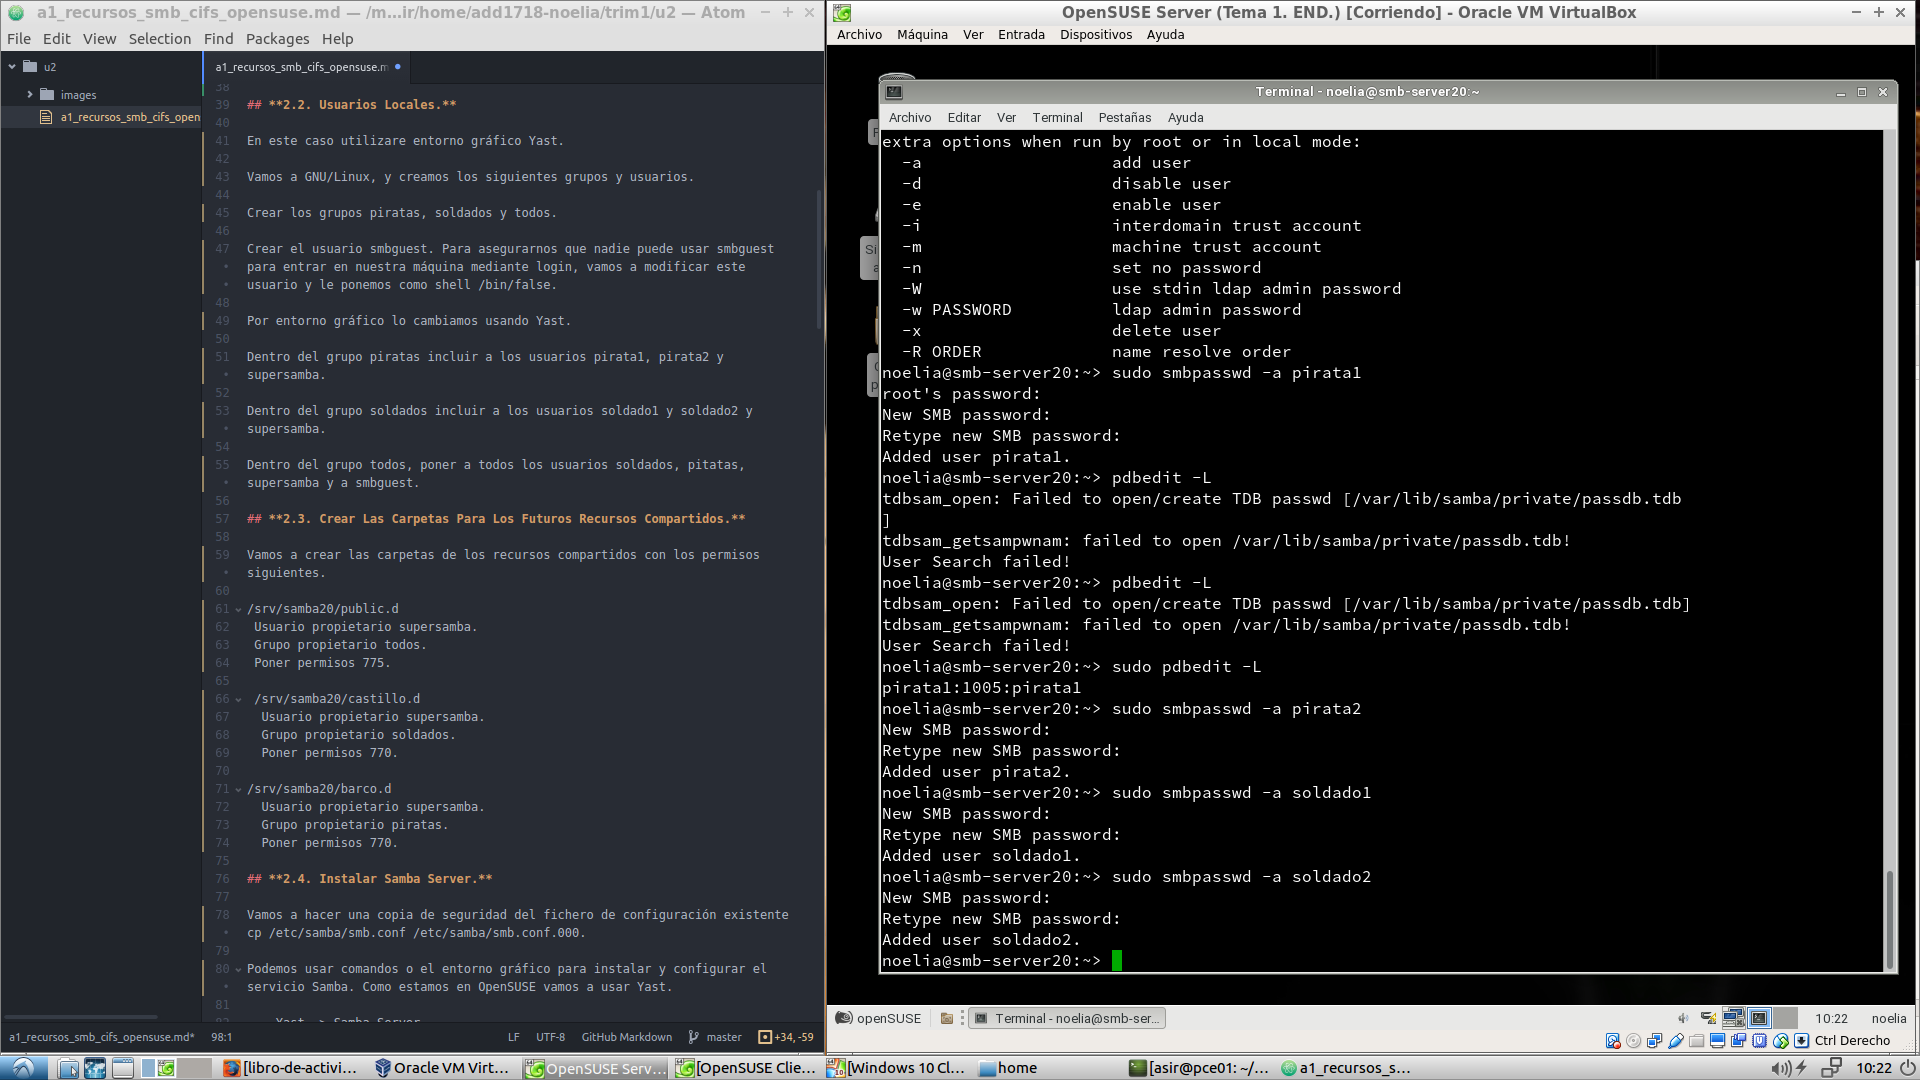 a1_recursos_smb_cifs_opensuse.md — /m...ir/home/add1718-noelia/trim1/u2 — Atom
File Edit View Selection Find Packages Help
u2
images
a1_recursos_smb_cifs_open
a1_recursos_smb_cifs_opensuse.m
38
39 ## **2.2. Usuarios Locales.**
40
41 En este caso utilizare entorno gráfico Yast.
42
43 Vamos a GNU/Linux, y creamos los siguientes grupos y usuarios.
44
45 Crear los grupos piratas, soldados y todos.
46
47 Crear el usuario smbguest. Para asegurarnos que nadie puede usar smbguest
para entrar en nuestra máquina mediante login, vamos a modificar este
usuario y le ponemos como shell /bin/false.
48
49 Por entorno gráfico lo cambiamos usando Yast.
50
51 Dentro del grupo piratas incluir a los usuarios pirata1, pirata2 y
supersamba.
52
53 Dentro del grupo soldados incluir a los usuarios soldado1 y soldado2 y
supersamba.
54
55 Dentro del grupo todos, poner a todos los usuarios soldados, pitatas,
supersamba y a smbguest.
56
57 ## **2.3. Crear Las Carpetas Para Los Futuros Recursos Compartidos.**
58
59 Vamos a crear las carpetas de los recursos compartidos con los permisos
siguientes.
60
61 /srv/samba20/public.d
62 Usuario propietario supersamba.
63 Grupo propietario todos.
64 Poner permisos 775.
65
66 /srv/samba20/castillo.d
67 Usuario propietario supersamba.
68 Grupo propietario soldados.
69 Poner permisos 770.
70
71 /srv/samba20/barco.d
72 Usuario propietario supersamba.
73 Grupo propietario piratas.
74 Poner permisos 770.
75
76 ## **2.4. Instalar Samba Server.**
77
78 Vamos a hacer una copia de seguridad del fichero de configuración existente
cp /etc/samba/smb.conf /etc/samba/smb.conf.000.
79
80 Podemos usar comandos o el entorno gráfico para instalar y configurar el
servicio Samba. Como estamos en OpenSUSE vamos a usar Yast.
81
Yast -> Samba Server
a1_recursos_smb_cifs_opensuse.md* 98:1 LF UTF-8 GitHub Markdown master +34, -59
OpenSUSE Server (Tema 1. END.) [Corriendo] - Oracle VM VirtualBox
Archivo Máquina Ver Entrada Dispositivos Ayuda
Si
Terminal - noelia@smb-server20:~
Archivo Editar Ver Terminal Pestañas Ayuda
extra options when run by root or in local mode:
-a add user
-d disable user
-e enable user
-i interdomain trust account
-m machine trust account
-n set no password
-W use stdin ldap admin password
-w PASSWORD ldap admin password
-x delete user
-R ORDER name resolve order
noelia@smb-server20:~> sudo smbpasswd -a pirata1
root's password:
New SMB password:
Retype new SMB password:
Added user pirata1.
noelia@smb-server20:~> pdbedit -L
tdbsam_open: Failed to open/create TDB passwd [/var/lib/samba/private/passdb.tdb
]
tdbsam_getsampwnam: failed to open /var/lib/samba/private/passdb.tdb!
User Search failed!
noelia@smb-server20:~> pdbedit -L
tdbsam_open: Failed to open/create TDB passwd [/var/lib/samba/private/passdb.tdb]
tdbsam_getsampwnam: failed to open /var/lib/samba/private/passdb.tdb!
User Search failed!
noelia@smb-server20:~> sudo pdbedit -L
pirata1:1005:pirata1
noelia@smb-server20:~> sudo smbpasswd -a pirata2
New SMB password:
Retype new SMB password:
Added user pirata2.
noelia@smb-server20:~> sudo smbpasswd -a soldado1
New SMB password:
Retype new SMB password:
Added user soldado1.
noelia@smb-server20:~> sudo smbpasswd -a soldado2
New SMB password:
Retype new SMB password:
Added user soldado2.
noelia@smb-server20:~>
openSUSE Terminal - noelia@smb-ser... 10:22 noelia
Ctrl Derecho
[libro-de-activi... Oracle VM Virt... OpenSUSE Serv... [OpenSUSE Clie... [Windows 10 Cl... home [asir@pce01: ~/... a1_recursos_s... 10:22